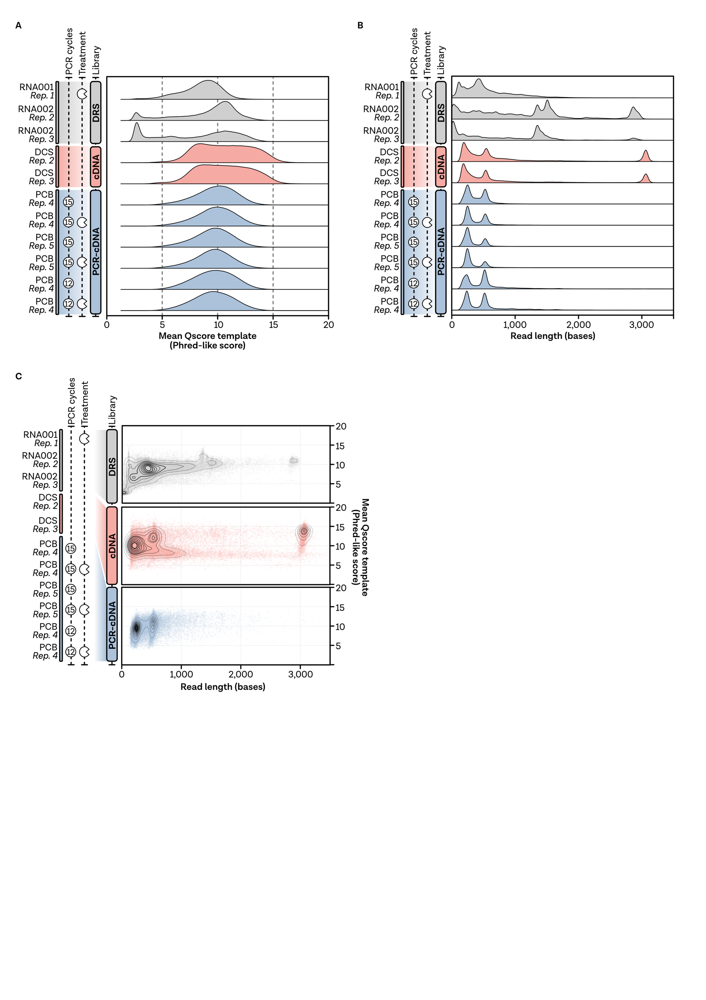 A
PCR cycles
Treatment
Library
RNA001
Rep. 1
RNA002
Rep. 2
RNA002
Rep. 3
DCS
Rep. 2
DCS
Rep. 3
PCB
Rep. 4
PCB
Rep. 4
PCB
Rep. 5
PCB
Rep. 5
PCB
Rep. 4
PCB
Rep. 4
15
15
15
15
12
12
DRS
cDNA
PCR-cDNA
0 5 10 15 20
Mean Qscore template
(Phred-like score)
B
PCR cycles
Treatment
Library
RNA001
Rep. 1
RNA002
Rep. 2
RNA002
Rep. 3
DCS
Rep. 2
DCS
Rep. 3
PCB
Rep. 4
PCB
Rep. 4
PCB
Rep. 5
PCB
Rep. 5
PCB
Rep. 4
PCB
Rep. 4
15
15
15
15
12
12
DRS
cDNA
PCR-cDNA
0 1,000 2,000 3,000
Read length (bases)
C
PCR cycles
Treatment
Library
RNA001
Rep. 1
RNA002
Rep. 2
RNA002
Rep. 3
DCS
Rep. 2
DCS
Rep. 3
PCB
Rep. 4
PCB
Rep. 4
PCB
Rep. 5
PCB
Rep. 5
PCB
Rep. 4
PCB
Rep. 4
15
15
15
15
12
12
DRS
cDNA
PCR-cDNA
20
15
10
5
20
15
10
5
20
15
10
5
Mean Qscore template
(Phred-like score)
0 1,000 2,000 3,000
Read length (bases)